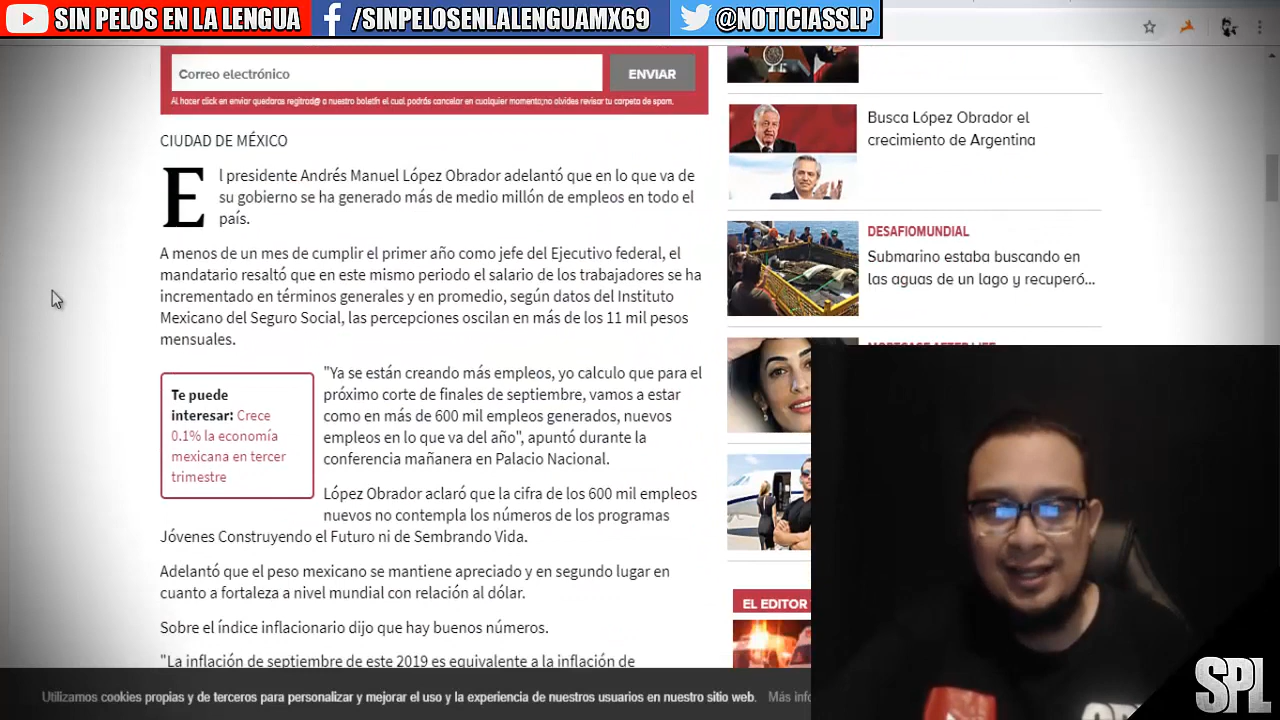 SIN PELOS EN LA LENGUA
/SINPELOSENLALENGUAMX69
@NOTICIASSLP
Correo electrónico
ENVIAR
Al hacer click en enviar quedaras regitrad@ a nuestro boletín el cual podrás cancelar en cualquier momento;no olvides revisar tu carpeta de spam.
CIUDAD DE MÉXICO
El presidente Andrés Manuel López Obrador adelantó que en lo que va de
su gobierno se ha generado más de medio millón de empleos en todo el
país.
A menos de un mes de cumplir el primer año como jefe del Ejecutivo federal, el
mandatario resaltó que en este mismo periodo el salario de los trabajadores se ha
incrementado en términos generales y en promedio, según datos del Instituto
Mexicano del Seguro Social, las percepciones oscilan en más de los 11 mil pesos
mensuales.
Te puede
interesar: Crece
0.1% la economía
mexicana en tercer
trimestre
"Ya se están creando más empleos, yo calculo que para el
próximo corte de finales de septiembre, vamos a estar
como en más de 600 mil empleos generados, nuevos
empleos en lo que va del año", apuntó durante la
conferencia mañanera en Palacio Nacional.
López Obrador aclaró que la cifra de los 600 mil empleos
nuevos no contempla los números de los programas
Jóvenes Construyendo el Futuro ni de Sembrando Vida.
Adelantó que el peso mexicano se mantiene apreciado y en segundo lugar en
cuanto a fortaleza a nivel mundial con relación al dólar.
Sobre el índice inflacionario dijo que hay buenos números.
"La inflación de septiembre de este 2019 es equivalente a la inflación de
Busca López Obrador el
crecimiento de Argentina
DESAFIOMUNDIAL
Submarino estaba buscando en
las aguas de un lago y recuperó...
MORTGAGE AFTER LIFE
EL EDITOR
Utilizamos cookies propias y de terceros para personalizar y mejorar el uso y la experiencia de nuestros usuarios en nuestro sitio web. Más info
SPL